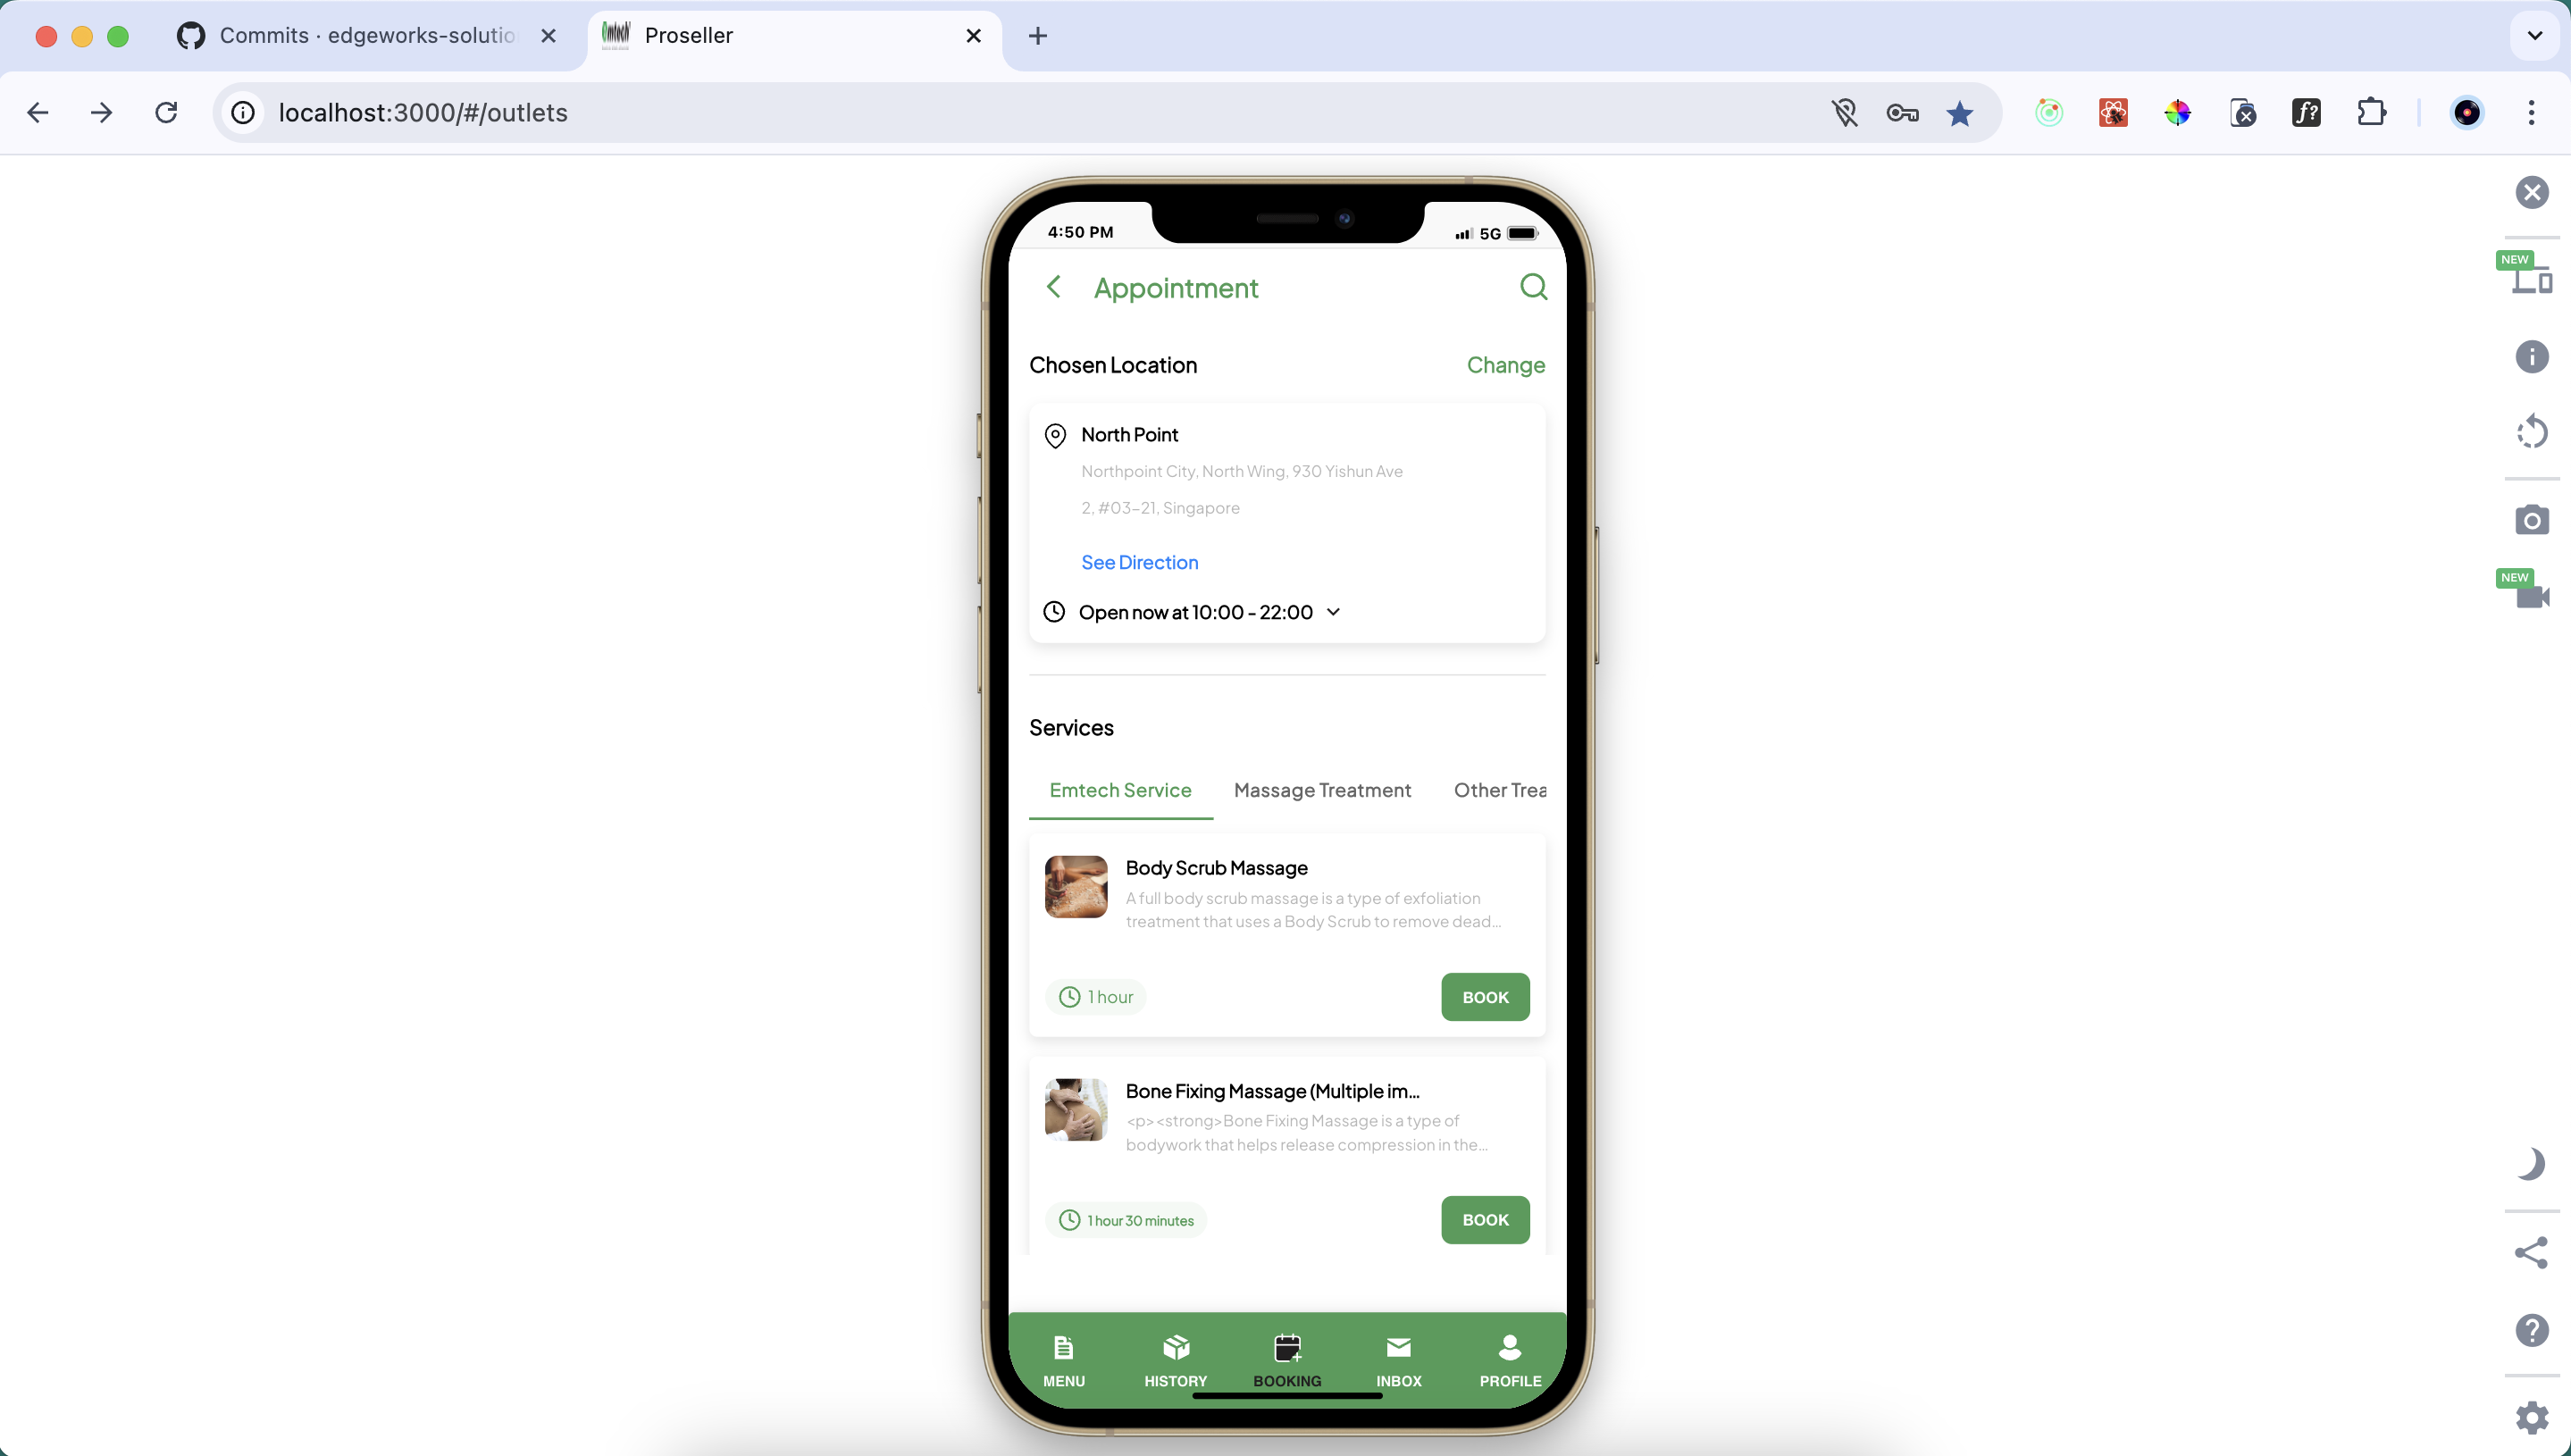 Commits · edgeworks-solutio
Proseller
localhost:3000/#/outlets
4:50 PM
5G
Appointment
Chosen Location
Change
North Point
Northpoint City, North Wing, 930 Yishun Ave
2, #03-21, Singapore
See Direction
Open now at 10:00 - 22:00
Services
Emtech Service
Massage Treatment
Other Trea
Body Scrub Massage
A full body scrub massage is a type of exfoliation
treatment that uses a Body Scrub to remove dead...
1 hour
BOOK
Bone Fixing Massage (Multiple im...
<p><strong>Bone Fixing Massage is a type of
bodywork that helps release compression in the...
1 hour 30 minutes
BOOK
MENU
HISTORY
BOOKING
INBOX
PROFILE
NEW
NEW